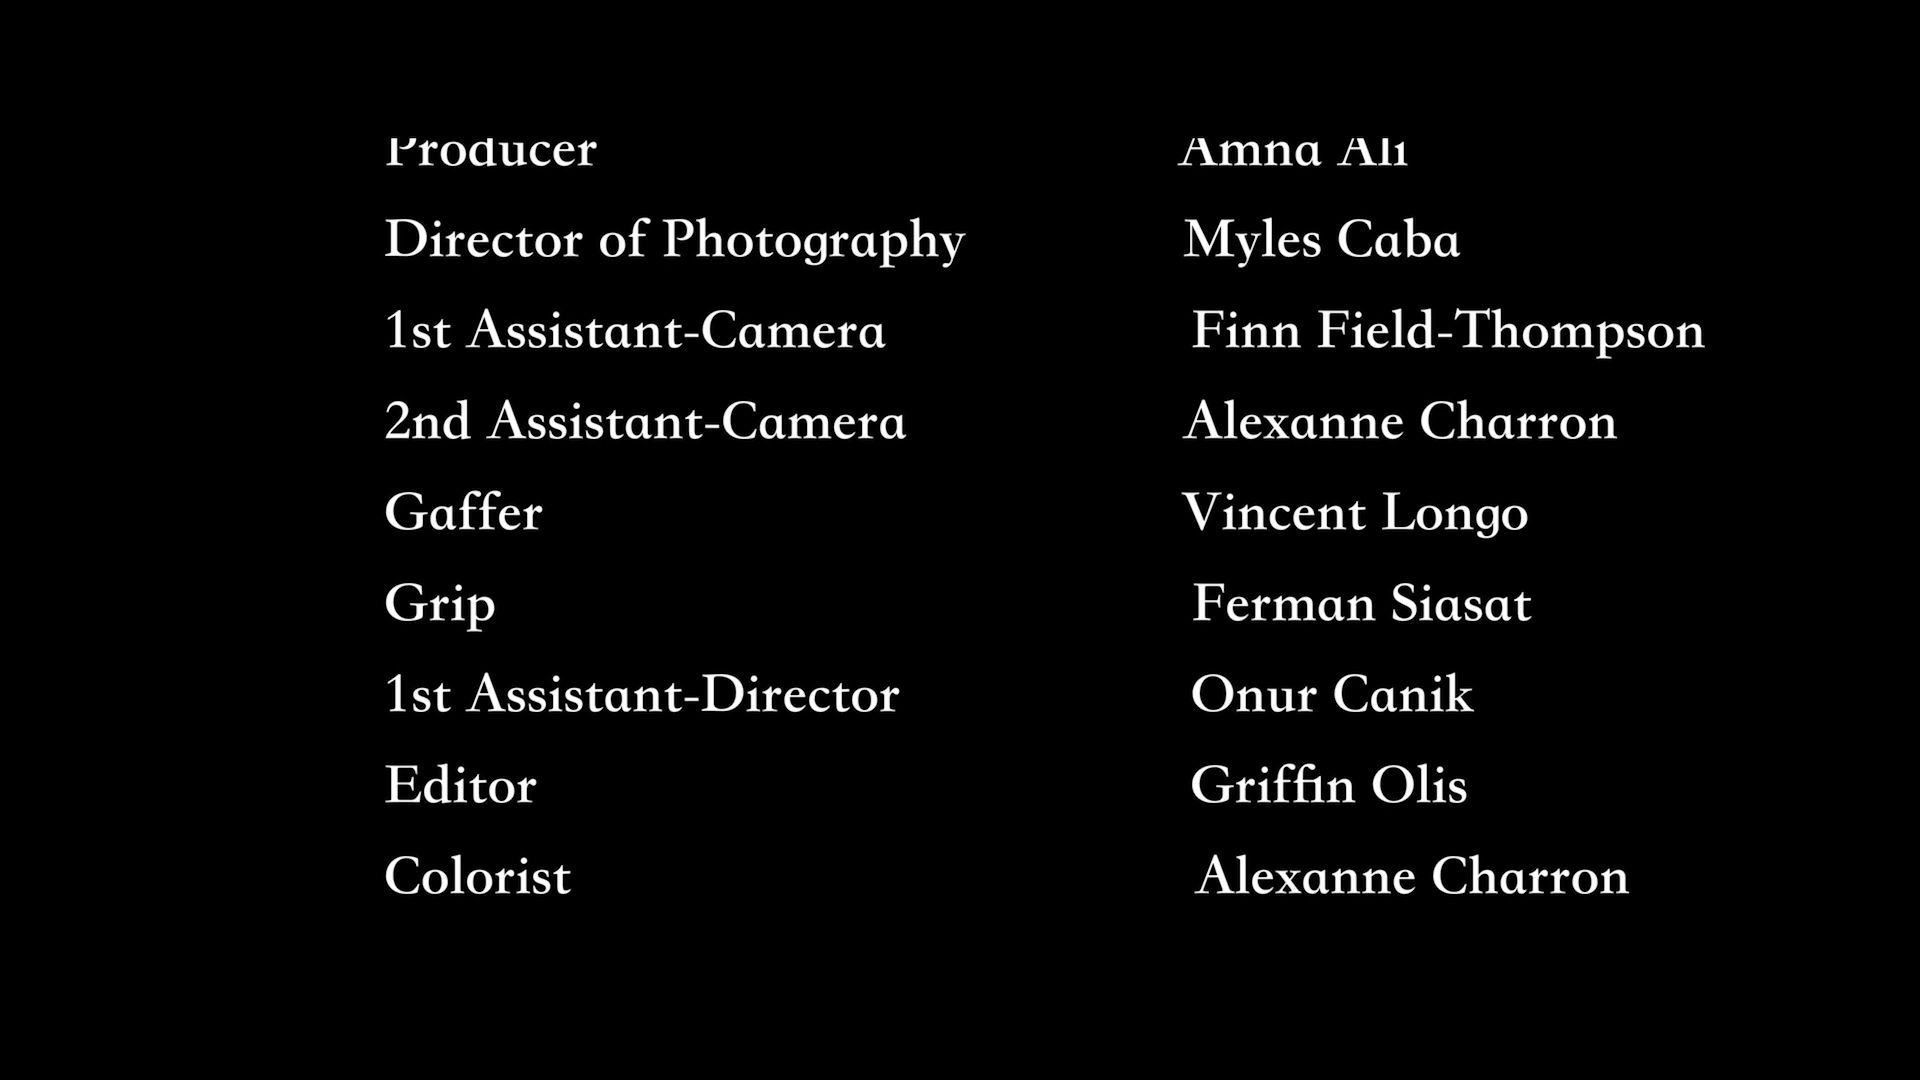 Producer Amna Ali
Director of Photography Myles Caba
1st Assistant-Camera Finn Field-Thompson
2nd Assistant-Camera Alexanne Charron
Gaffer Vincent Longo
Grip Ferman Siasat
1st Assistant-Director Onur Canik
Editor Griffin Olis
Colorist Alexanne Charron